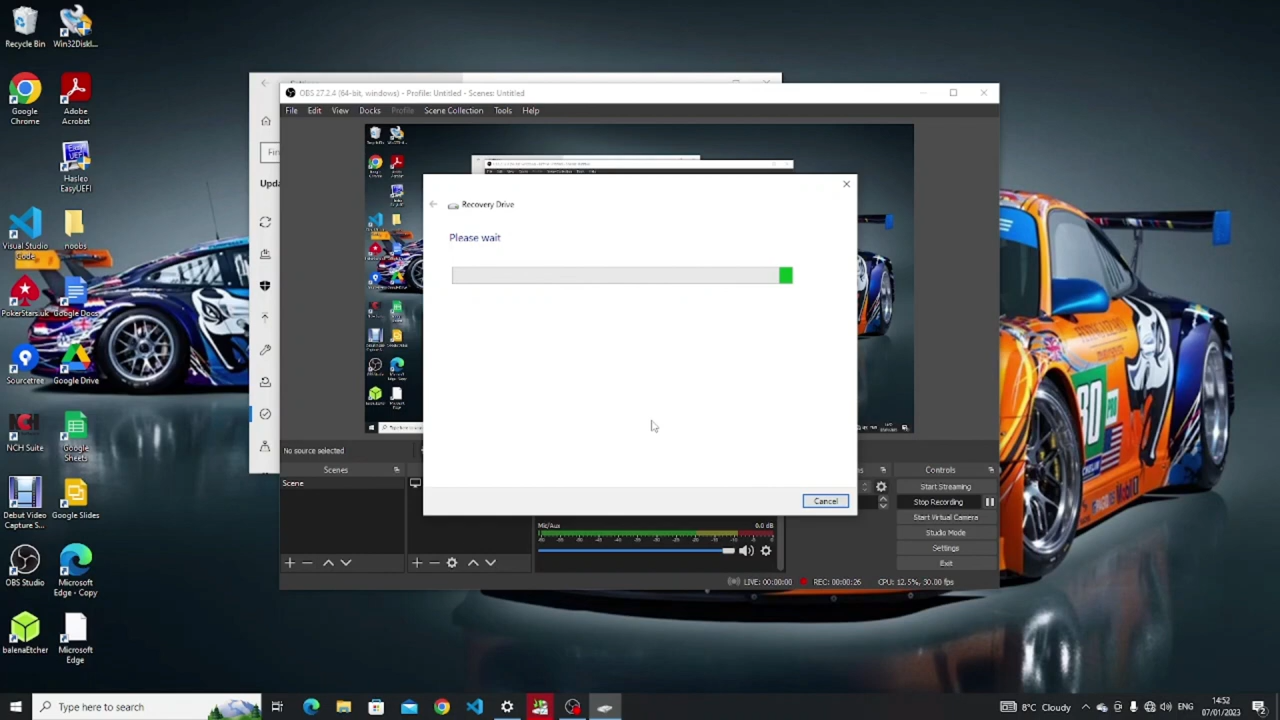 Recycle Bin
Win32DiskI...
Google Chrome
Adobe Acrobat
Hasleo EasyUEFI
Visual Studio Code
noobs
PokerStars.uk
Google Docs
Sourcetree
Google Drive
NCH Suite
Google Sheets
Debut Video Capture S...
Google Slides
OBS Studio
Microsoft Edge - Copy
balenaEtcher
Microsoft Edge
Fin
Upda
OBS 27.2.4 (64-bit, windows) - Profile: Untitled - Scenes: Untitled
File Edit View Docks Profile Scene Collection Tools Help
Recovery Drive
Please wait
Cancel
No source selected
Scenes
Scene
Mic/Aux
0.0 dB
Controls
Start Streaming
Stop Recording
Start Virtual Camera
Studio Mode
Settings
Exit
LIVE: 00:00:00 REC: 00:00:26 CPU: 12.5%, 30.00 fps
Type here to search
8°C Cloudy
ENG
14:52
07/01/2023